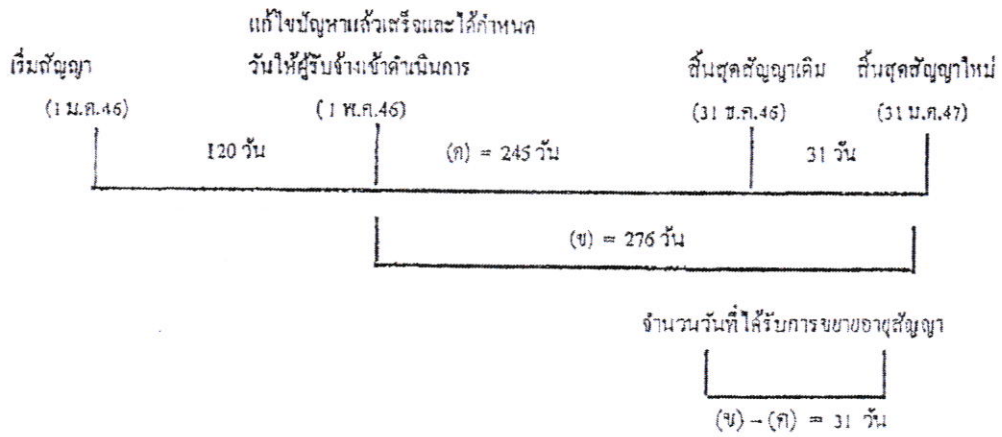 แก้ไขปัญหาแล้วเสร็จและได้กำหนด
เริ่มสัญญา วันให้ผู้รับจ้างเข้าดำเนินการ สิ้นสุดสัญญาเดิม สิ้นสุดสัญญาใหม่
(1 ม.ค.46) (1 พ.ค.46) (31 ธ.ค.46) (31 ม.ค.47)
120 วัน (ค) = 245 วัน 31 วัน
(ข) = 276 วัน
จำนวนวันที่ได้รับการขยายอายุสัญญา
(ข) - (ค) = 31 วัน